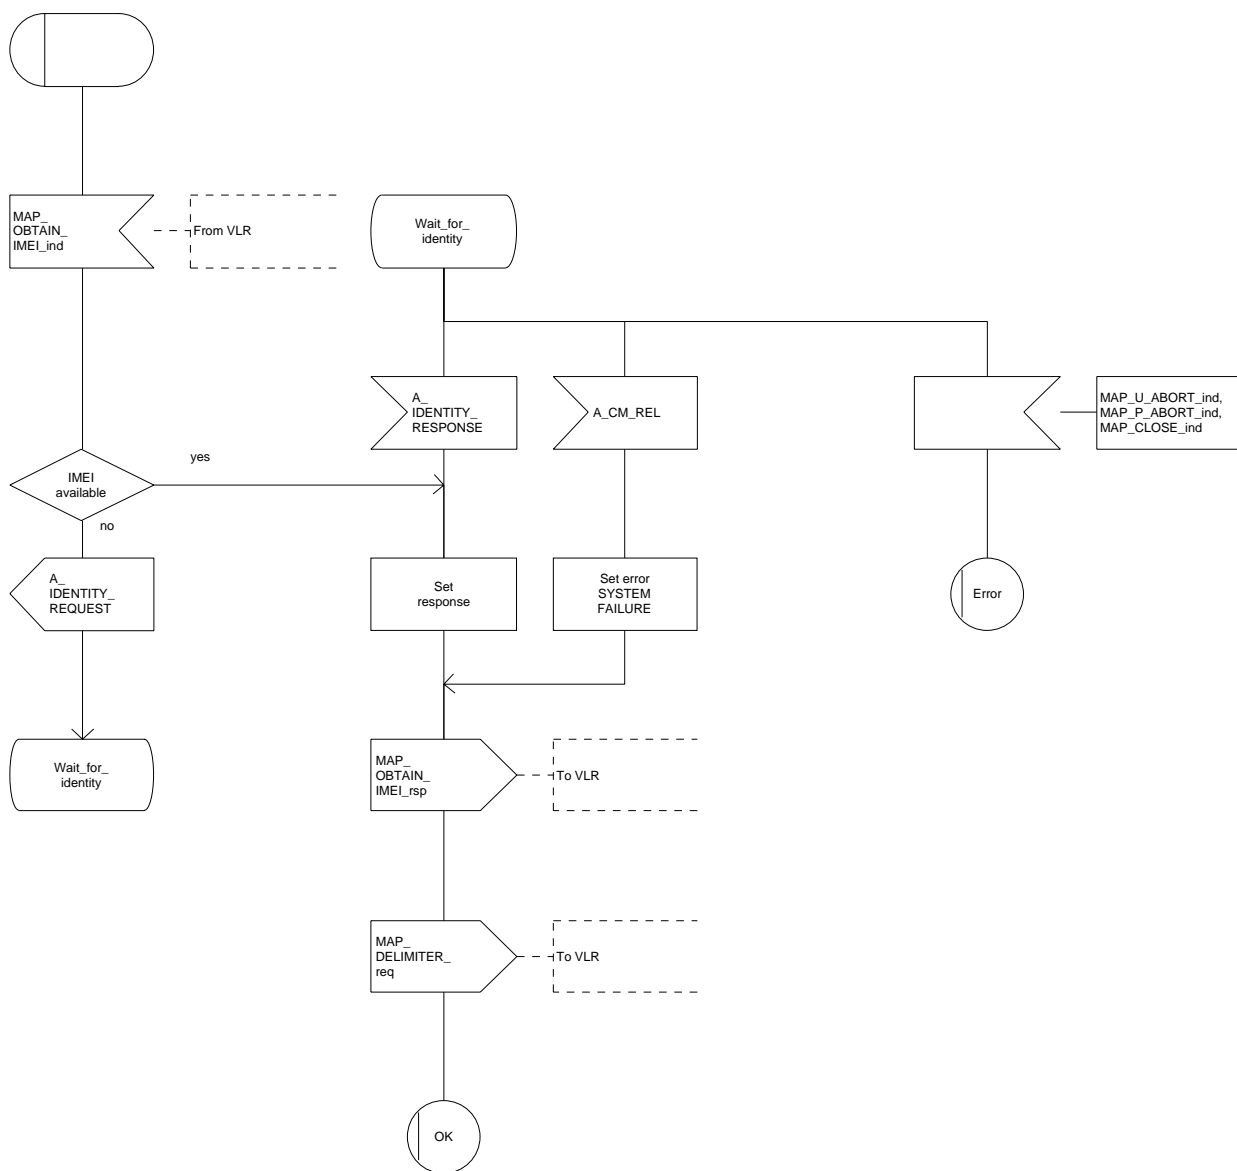 MAP_
OBTAIN_
IMEI_ind
From VLR
Wait_for_
identity
A_
IDENTITY_
RESPONSE
A_CM_REL
MAP_U_ABORT_ind,
MAP_P_ABORT_ind,
MAP_CLOSE_ind
yes
IMEI
available
no
A_
IDENTITY_
REQUEST
Set
response
Set error
SYSTEM
FAILURE
Error
Wait_for_
identity
MAP_
OBTAIN_
IMEI_rsp
To VLR
MAP_
DELIMITER_
req
To VLR
OK